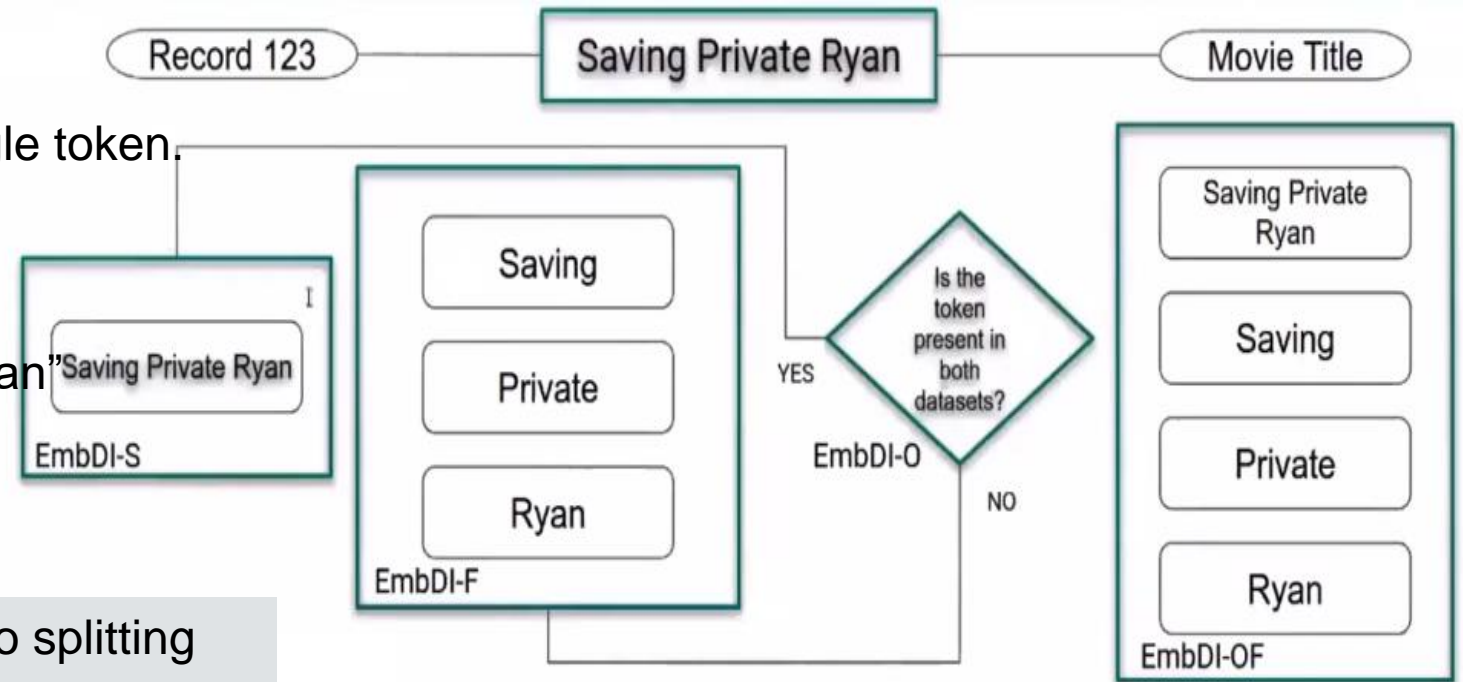 Record 123
Saving Private Ryan
Movie Title
le token.
an”
Saving Private Ryan
EmbDI-S
Saving
Private
Ryan
EmbDI-F
Is the
token
present in
both
datasets?
YES
EmbDI-O
NO
Saving Private
Ryan
Saving
Private
Ryan
EmbDI-OF
o splitting